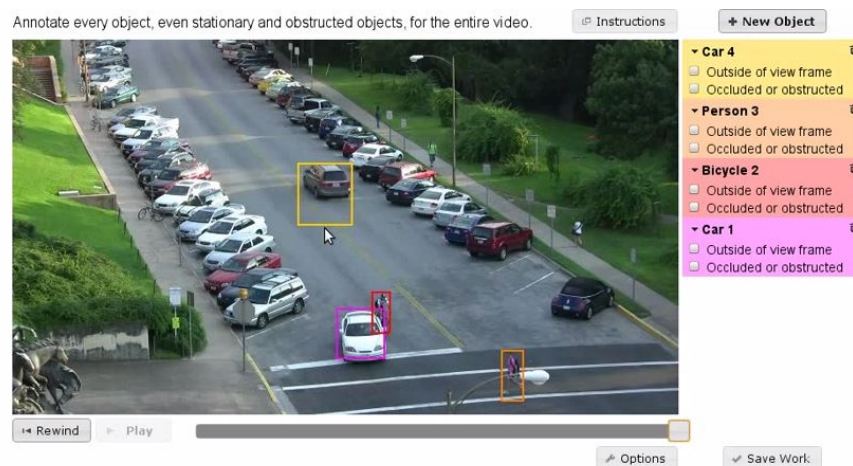 Annotate every object, even stationary and obstructed objects, for the entire video.
Instructions
+ New Object
Car 4
Outside of view frame
Occluded or obstructed
Person 3
Outside of view frame
Occluded or obstructed
Bicycle 2
Outside of view frame
Occluded or obstructed
Car 1
Outside of view frame
Occluded or obstructed
Rewind
Play
Options
Save Work